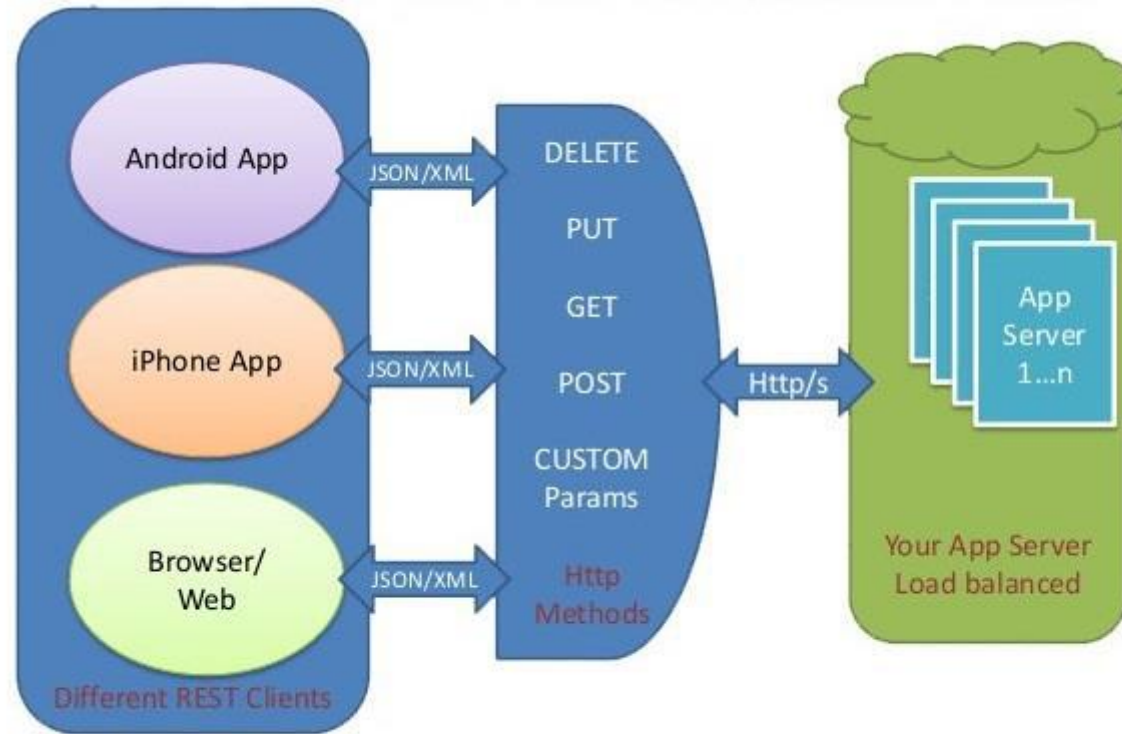 Android App
JSON/XML
iPhone App
JSON/XML
Browser/
Web
JSON/XML
Different REST Clients
DELETE
PUT
GET
POST
CUSTOM
Params
Http
Methods
Http/s
App
Server
1...n
Your App Server
Load balanced